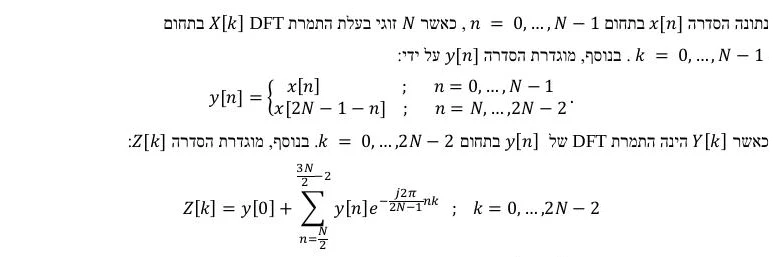 נתונה הסדרה x[n] בתחום n = 0, … , N − 1 , כאשר N זוגי בעלת התמרת DFT X[k] בתחום
k = 0, … , N − 1 . בנוסף, מוגדרת הסדרה y[n] על ידי:
y[n] = { x[n] ; n = 0, … , N − 1
x[2N − 1 − n] ; n = N, … ,2N − 2 .
כאשר Y[k] הינה התמרת DFT של y[n] בתחום k = 0, … ,2N − 2. בנוסף, מוגדרת הסדרה Z[k]:
Z[k] = y[0] + ∑_{n=N/2}^{3N/2−2} y[n]e^{−\frac{j2π}{2N−1}nk} ; k = 0, … ,2N − 2